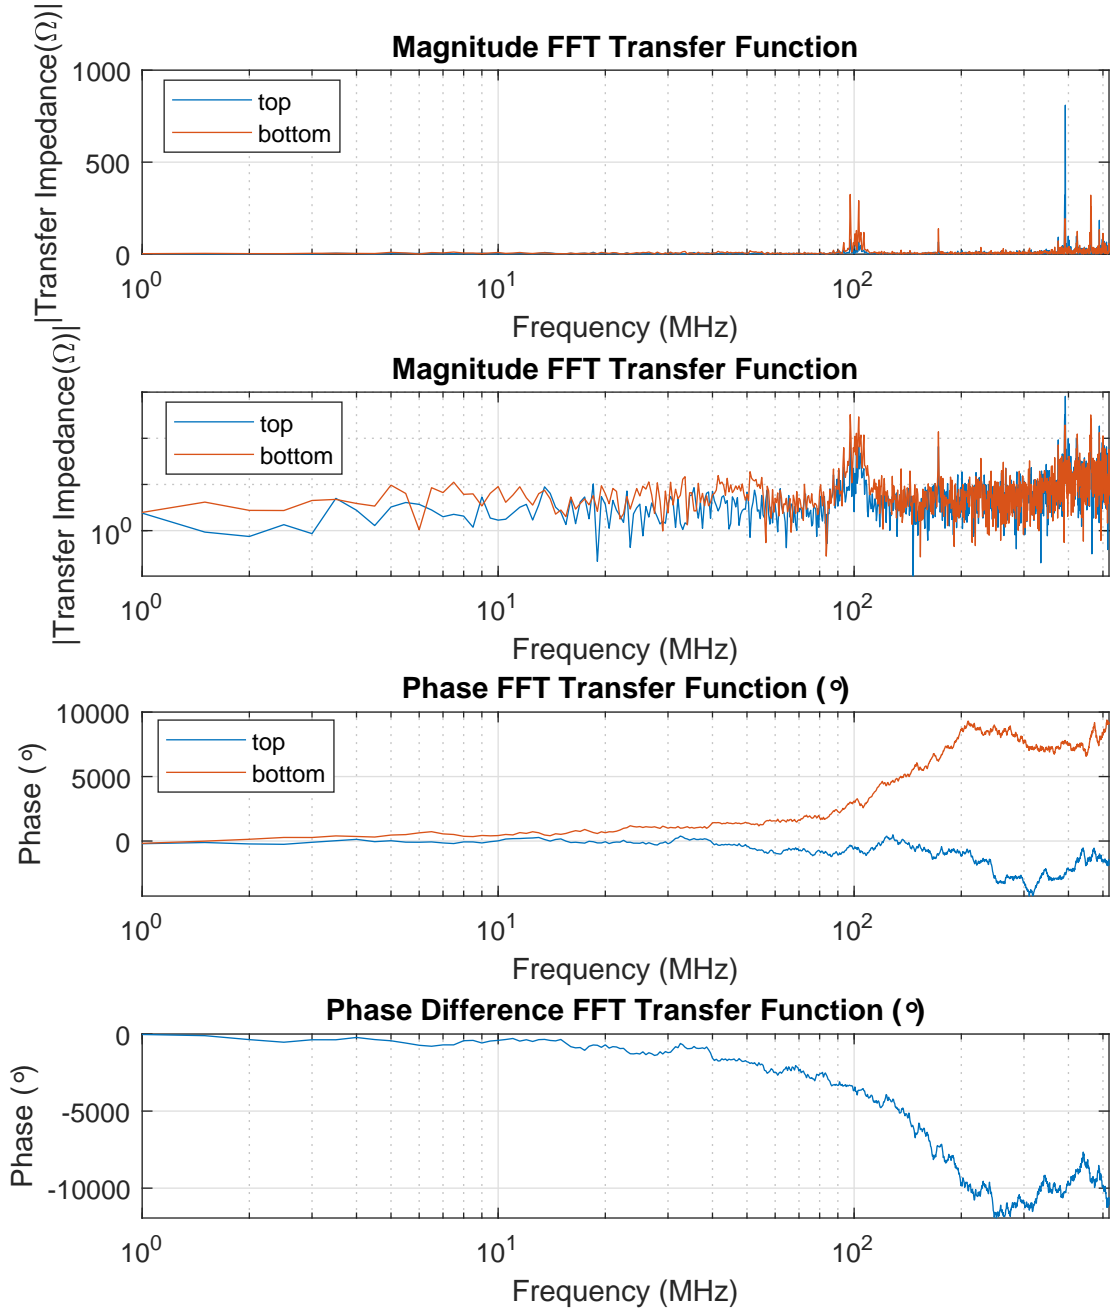 Magnitude FFT Transfer Function
|Transfer Impedance(Ω)|
1000
500
0
top
bottom
10^0
10^1
10^2
Frequency (MHz)
Magnitude FFT Transfer Function
|Transfer Impedance(Ω)|
10^0
top
bottom
10^0
10^1
10^2
Frequency (MHz)
Phase FFT Transfer Function (°)
Phase (°)
10000
5000
0
top
bottom
10^0
10^1
10^2
Frequency (MHz)
Phase Difference FFT Transfer Function (°)
Phase (°)
0
-5000
-10000
10^0
10^1
10^2
Frequency (MHz)